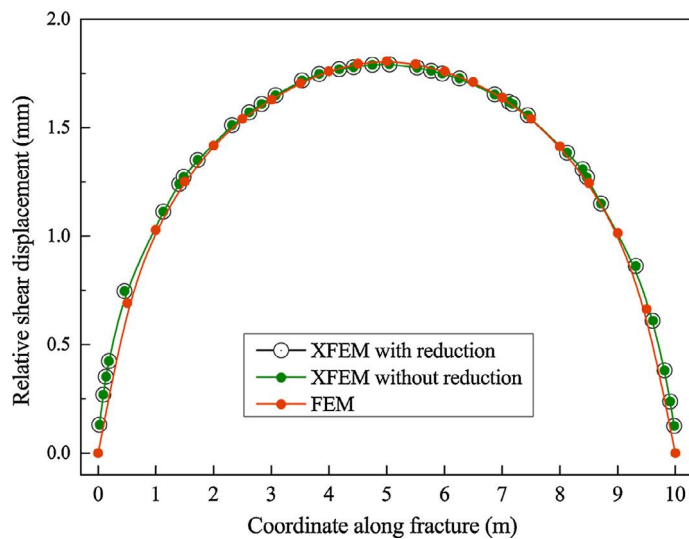 2.0
1.5
1.0
0.5
0.0
Relative shear displacement (mm)
XFEM with reduction
XFEM without reduction
FEM
0 1 2 3 4 5 6 7 8 9 10
Coordinate along fracture (m)